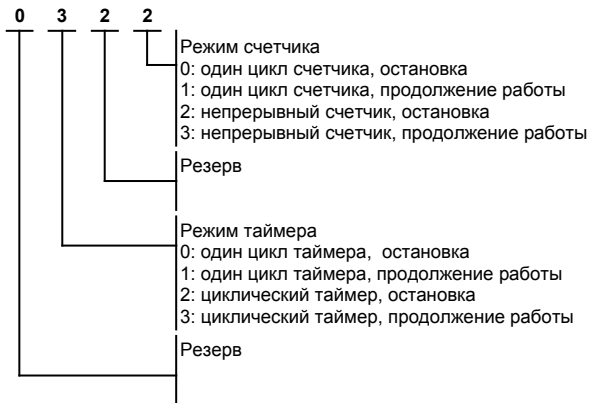 0 3 2 2
Режим счетчика
0: один цикл счетчика, остановка
1: один цикл счетчика, продолжение работы
2: непрерывный счетчик, остановка
3: непрерывный счетчик, продолжение работы
Резерв
Режим таймера
0: один цикл таймера, остановка
1: один цикл таймера, продолжение работы
2: циклический таймер, остановка
3: циклический таймер, продолжение работы
Резерв